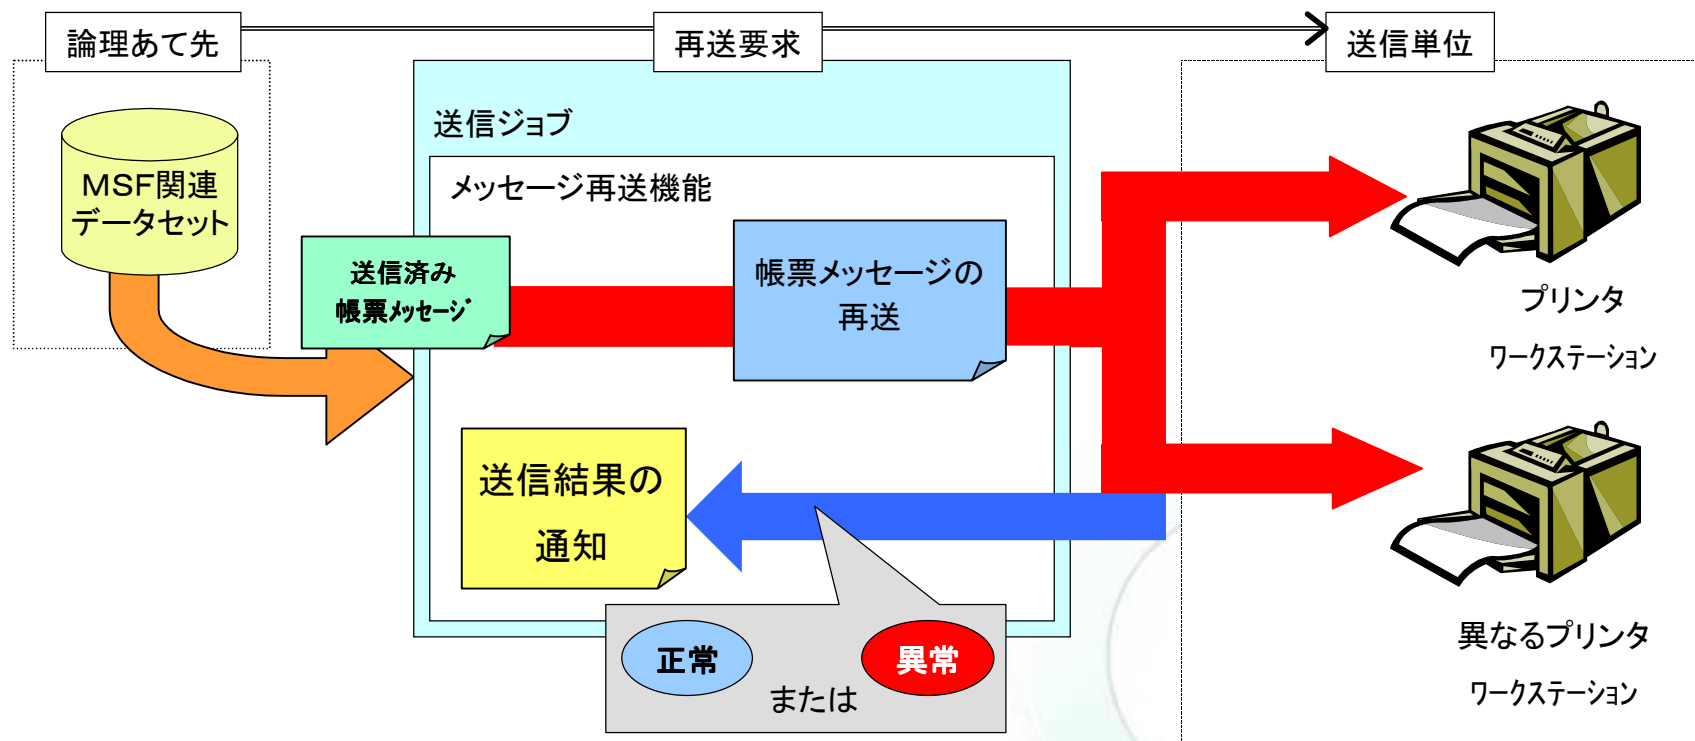 論理あて先
再送要求
送信単位
送信ジョブ
MSF関連
データセット
メッセージ再送機能
送信済み
帳票ﾒｯｾｰｼﾞ
帳票メッセージの
再送
プリンタ
ワークステーション
送信結果の
通知
正常
または
異常
異なるプリンタ
ワークステーション